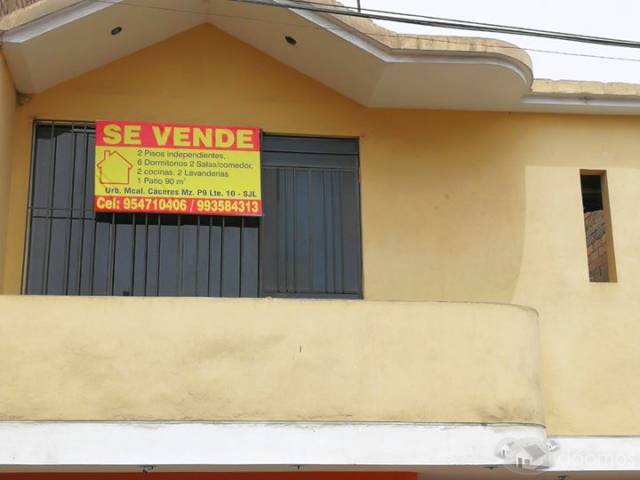 SE VENDE
2 Pisos independientes,
6 Dormitorios 2 Salas/comedor,
2 cocinas, 2 Lavanderias
1 Patio 90 m²
Urb. Mcal. Cáceres Mz. P9 Lte. 10 - SJL
Cel: 954710406 / 993584313
doomos